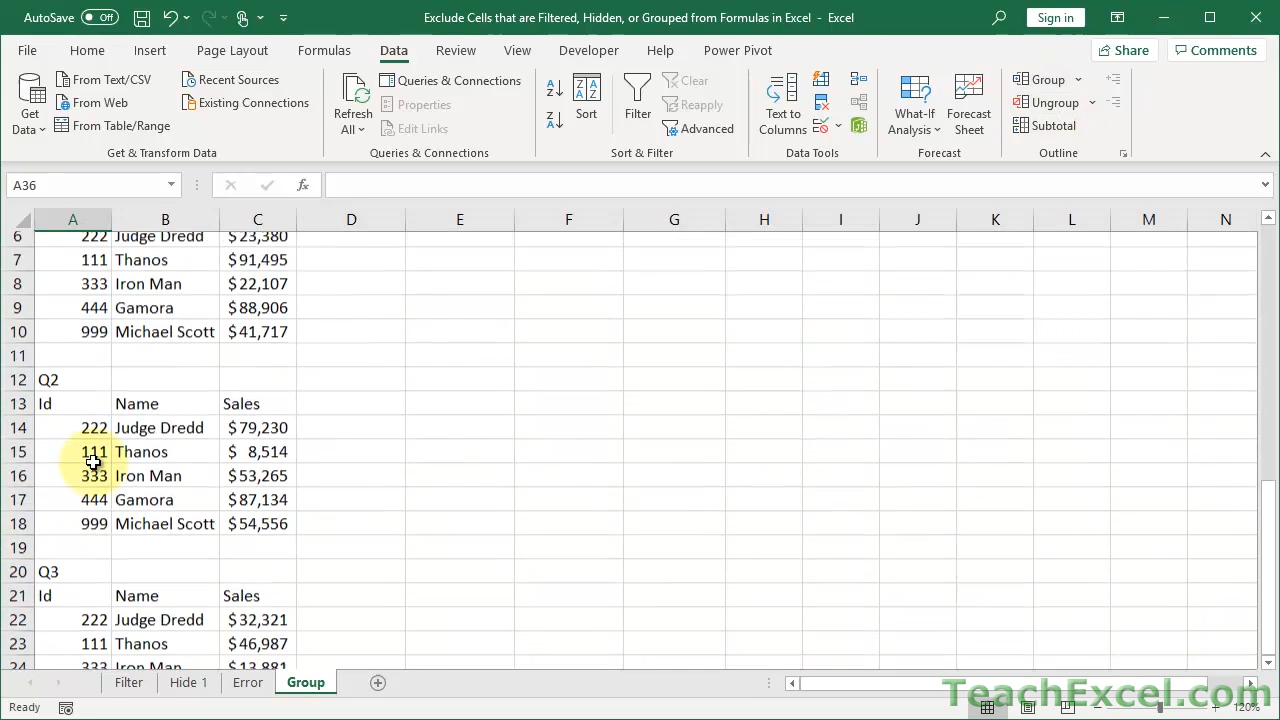 AutoSave Off Exclude Cells that are Filtered, Hidden, or Grouped from Formulas in Excel - Excel Sign in
File Home Insert Draw Page Layout Formulas Data Review View Developer Help Power Pivot Share Comments
Get Data
From Text/CSV
From Web
From Table/Range
Recent Sources
Existing Connections
Get & Transform Data
Refresh All
Queries & Connections
Properties
Edit Links
Queries & Connections
Sort
Filter
Clear
Reapply
Advanced
Sort & Filter
Text to Columns
Data Tools
What-If Analysis
Forecast Sheet
Forecast
Group
Ungroup
Subtotal
Outline
A36 fx
A B C D E F G H I J K L M N
6 222 Judge Dredd $23,380
7 111 Thanos $91,495
8 333 Iron Man $22,107
9 444 Gamora $88,906
10 999 Michael Scott $41,717
11
12 Q2
13 Id Name Sales
14 222 Judge Dredd $79,230
15 111 Thanos $ 8,514
16 333 Iron Man $53,265
17 444 Gamora $87,134
18 999 Michael Scott $54,556
19
20 Q3
21 Id Name Sales
22 222 Judge Dredd $32,321
23 111 Thanos $46,987
24 333 Iron Man $13,881
Filter Hide 1 Error Group
Ready 120%
TeachExcel.com